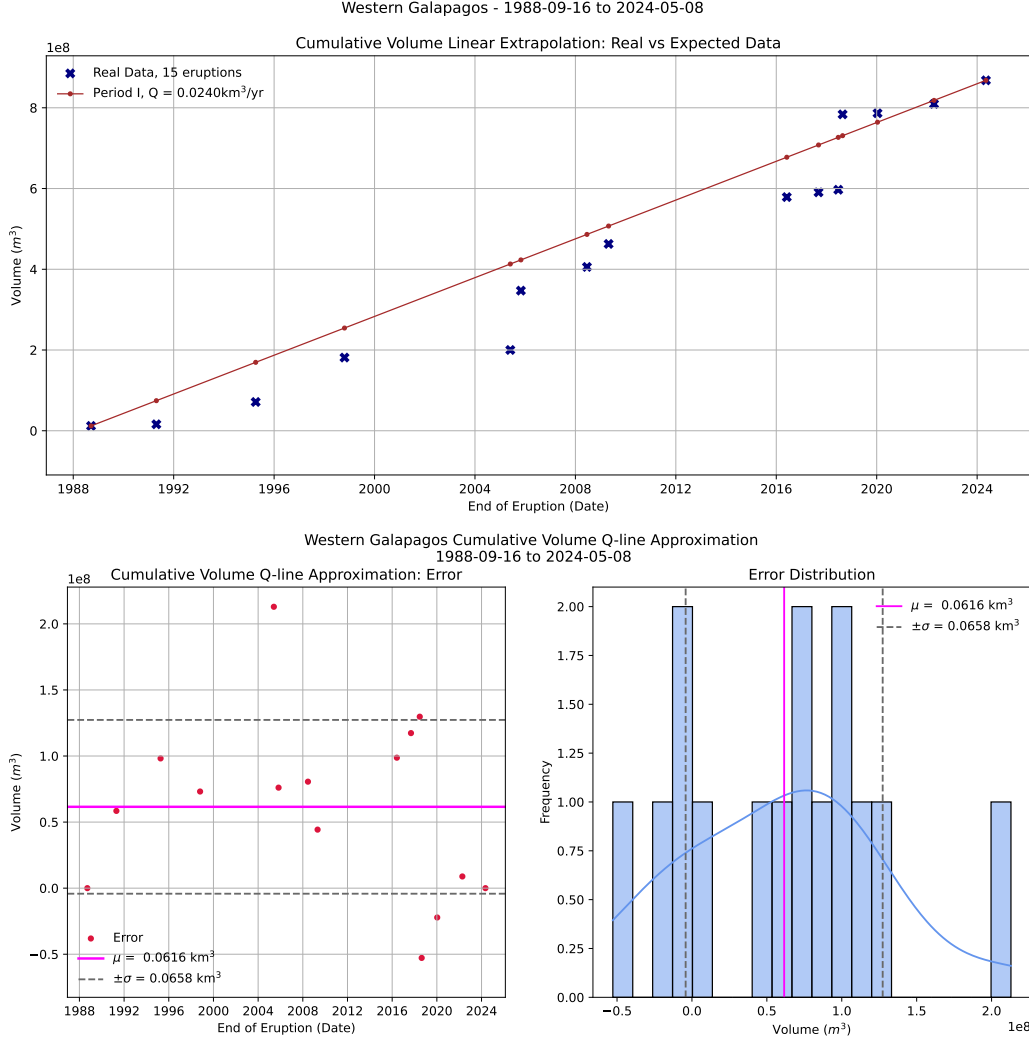 Western Galapagos - 1988-09-16 to 2024-05-08
Cumulative Volume Linear Extrapolation: Real vs Expected Data
1e8
Real Data, 15 eruptions
Period I, Q = 0.0240km³/yr
8
6
4
2
0
Volume (m³)
1988 1992 1996 2000 2004 2008 2012 2016 2020 2024
End of Eruption (Date)
Western Galapagos Cumulative Volume Q-line Approximation
1988-09-16 to 2024-05-08
Cumulative Volume Q-line Approximation: Error
1e8
2.0
1.5
1.0
0.5
0.0
−0.5
Volume (m³)
Error
μ = 0.0616 km³
±σ = 0.0658 km³
1988 1992 1996 2000 2004 2008 2012 2016 2020 2024
End of Eruption (Date)
Error Distribution
μ = 0.0616 km³
±σ = 0.0658 km³
2.00
1.75
1.50
1.25
1.00
0.75
0.50
0.25
0.00
Frequency
−0.5 0.0 0.5 1.0 1.5 2.0
1e8
Volume (m³)